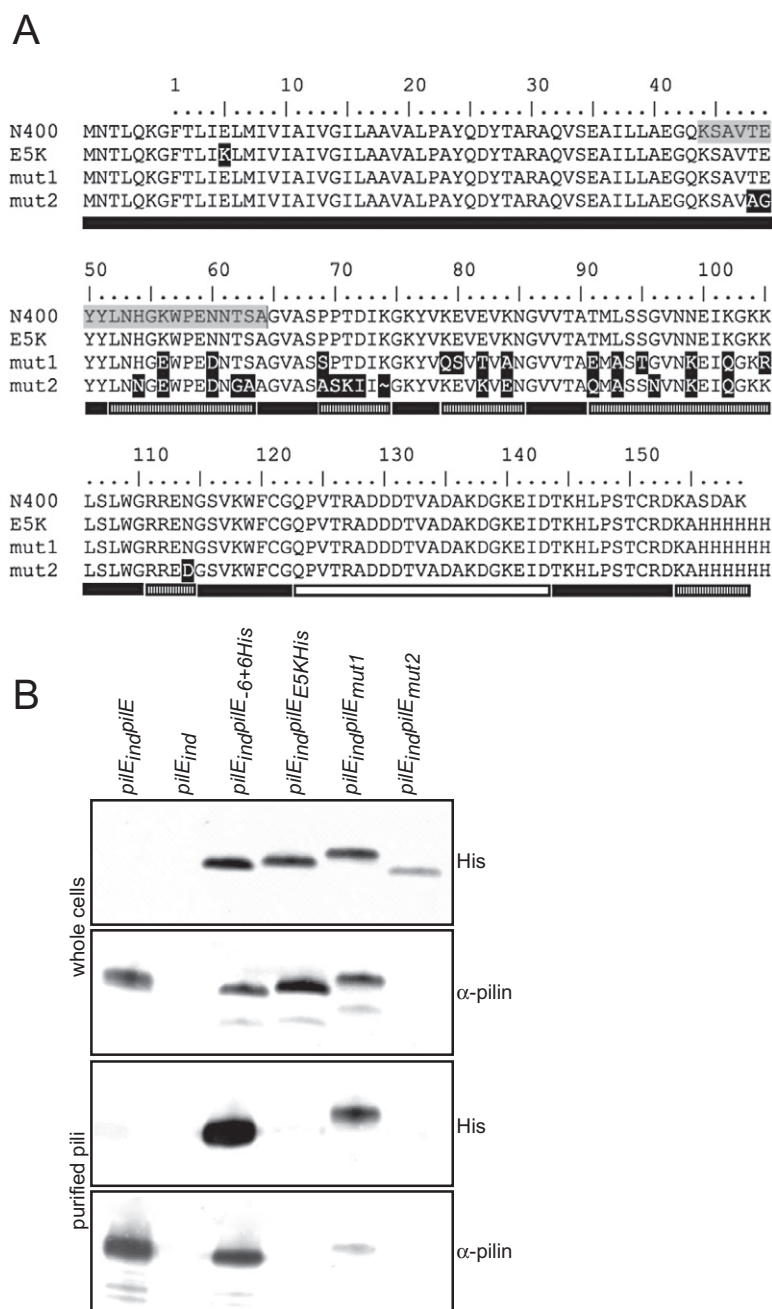 A
1 10 20 30 40
N400 MNTLQKGFTLIELMIVIAIVGILAAVALPAYQDYTARAQVSEAILLAEGQKSAVTE
E5K MNTLQKGFTLIKLMIVIAIVGILAAVALPAYQDYTARAQVSEAILLAEGQKSAVTE
mut1 MNTLQKGFTLIELMIVIAIVGILAAVALPAYQDYTARAQVSEAILLAEGQKSAVTE
mut2 MNTLQKGFTLIELMIVIAIVGILAAVALPAYQDYTARAQVSEAILLAEGQKSAVAG
50 60 70 80 90 100
N400 YYLNHGKWPENNTSAGVASPPTDIKGKYVKEVEVKNGVVTATMLSSGVNNEIKGKK
E5K YYLNHGKWPENNTSAGVASPPTDIKGKYVKEVEVKNGVVTATMLSSGVNNEIKGKK
mut1 YYLNHGEWPEDNTSAGVASSPTDIKGKYVQSVTVANGVVTAEMASTGVNKEIQGKR
mut2 YYLNNGEWPEDNGAAGVASASKII~GKYVKEVKVENGVVTAQMASSNVNKEIQGKK
110 120 130 140 150
N400 LSLWGRRENGSVKWFCGQPVTRADDDTVADAKDGKEIDTKHLPSTCRDKASDAK
E5K LSLWGRRENGSVKWFCGQPVTRADDDTVADAKDGKEIDTKHLPSTCRDKAHHHHHH
mut1 LSLWGRRENGSVKWFCGQPVTRADDDTVADAKDGKEIDTKHLPSTCRDKAHHHHHH
mut2 LSLWGRREDGSVKWFCGQPVTRADDDTVADAKDGKEIDTKHLPSTCRDKAHHHHHH
B
pilEindpilE
pilEind
pilEindpilE-6+6His
pilEindpilEE5KHis
pilEindpilEmut1
pilEindpilEmut2
whole cells
His
α-pilin
purified pili
His
α-pilin